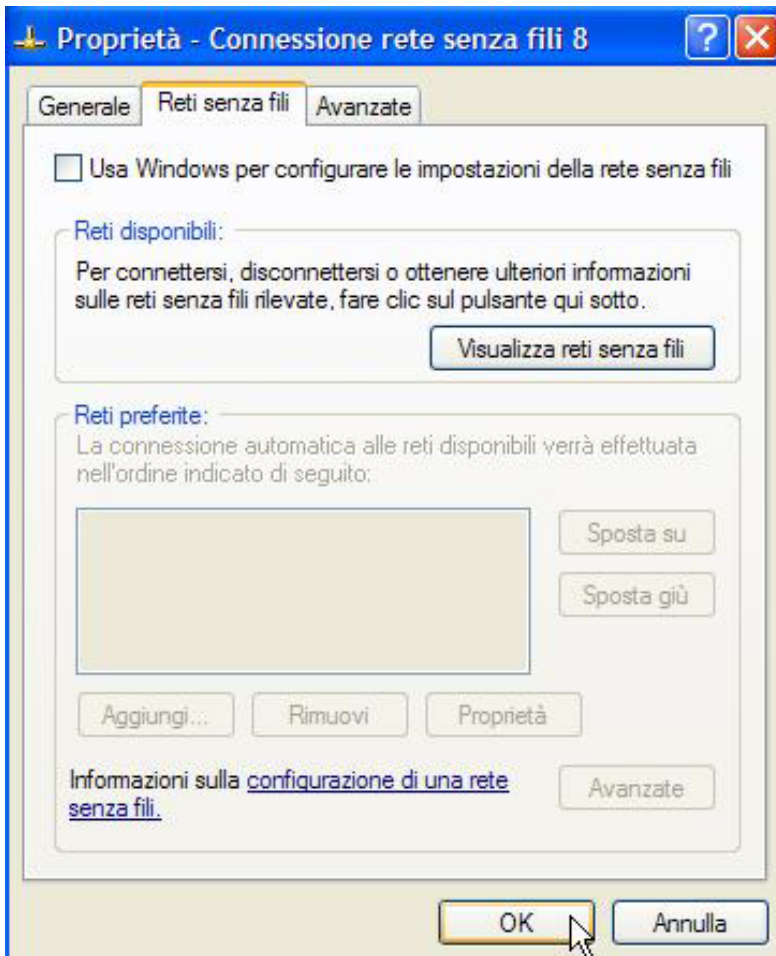 Proprietà - Connessione rete senza fili 8
Generale
Reti senza fili
Avanzate
Usa Windows per configurare le impostazioni della rete senza fili
Reti disponibili:
Per connettersi, disconnettersi o ottenere ulteriori informazioni
sulle reti senza fili rilevate, fare clic sul pulsante qui sotto.
Visualizza reti senza fili
Reti preferite:
La connessione automatica alle reti disponibili verrà effettuata
nell'ordine indicato di seguito:
Sposta su
Sposta giù
Aggiungi...
Rimuovi
Proprietà
Informazioni sulla configurazione di una rete
senza fili.
Avanzate
OK
Annulla